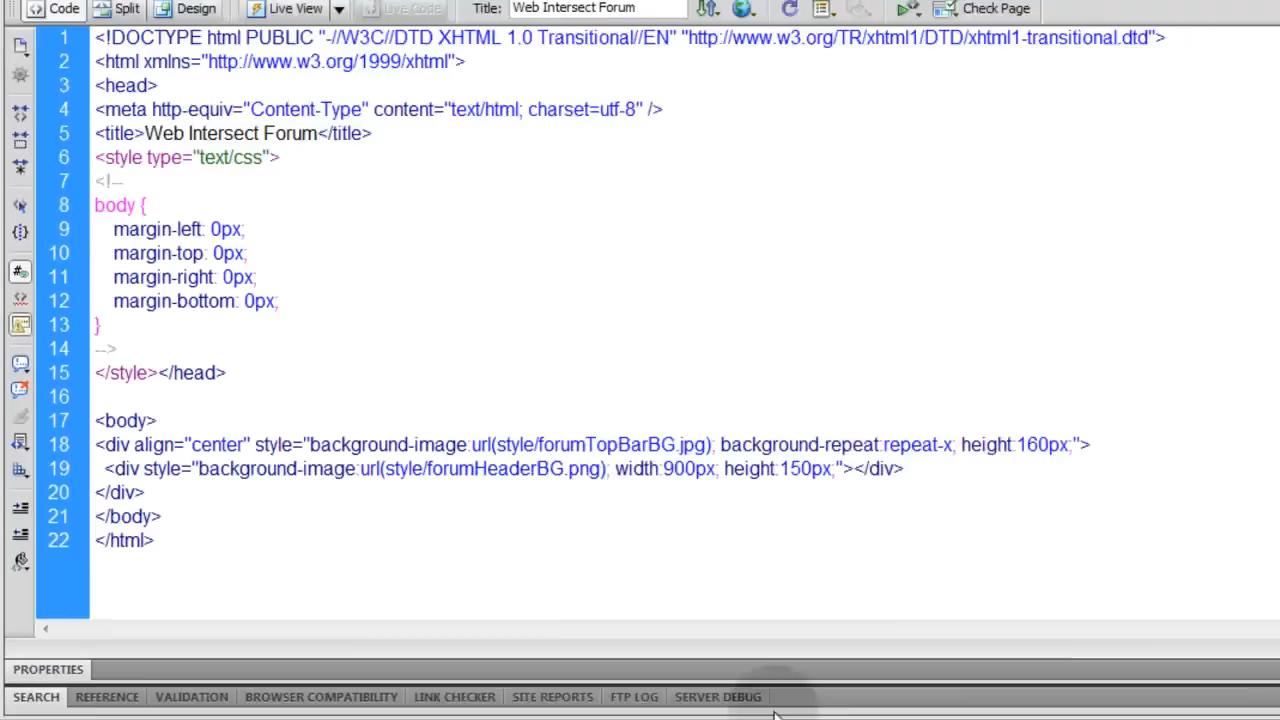 Code Split Design Live View Live Code Title: Web Intersect Forum Check Page
1 <!DOCTYPE html PUBLIC "-//W3C//DTD XHTML 1.0 Transitional//EN" "http://www.w3.org/TR/xhtml1/DTD/xhtml1-transitional.dtd">
2 <html xmlns="http://www.w3.org/1999/xhtml">
3 <head>
4 <meta http-equiv="Content-Type" content="text/html; charset=utf-8" />
5 <title>Web Intersect Forum</title>
6 <style type="text/css">
7 <!--
8 body {
9 margin-left: 0px;
10 margin-top: 0px;
11 margin-right: 0px;
12 margin-bottom: 0px;
13 }
14 -->
15 </style></head>
16
17 <body>
18 <div align="center" style="background-image:url(style/forumTopBarBG.jpg); background-repeat:repeat-x; height:160px;">
19 <div style="background-image:url(style/forumHeaderBG.png); width:900px; height:150px;"></div>
20 </div>
21 </body>
22 </html>
PROPERTIES
SEARCH REFERENCE VALIDATION BROWSER COMPATIBILITY LINK CHECKER SITE REPORTS FTP LOG SERVER DEBUG